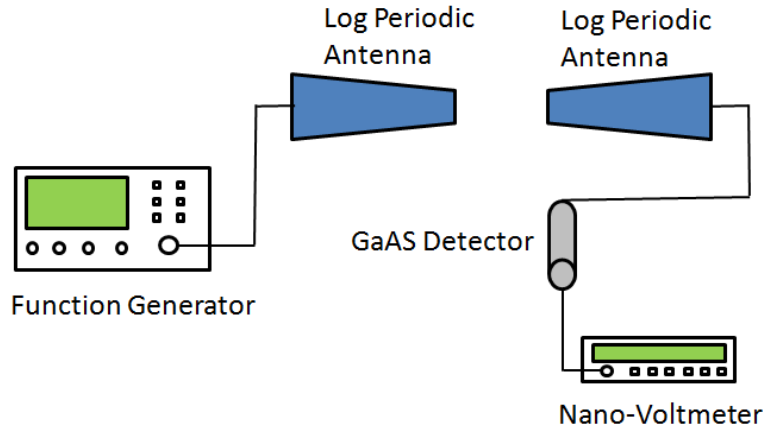 Log Periodic
Antenna
Log Periodic
Antenna
GaAS Detector
Function Generator
Nano-Voltmeter